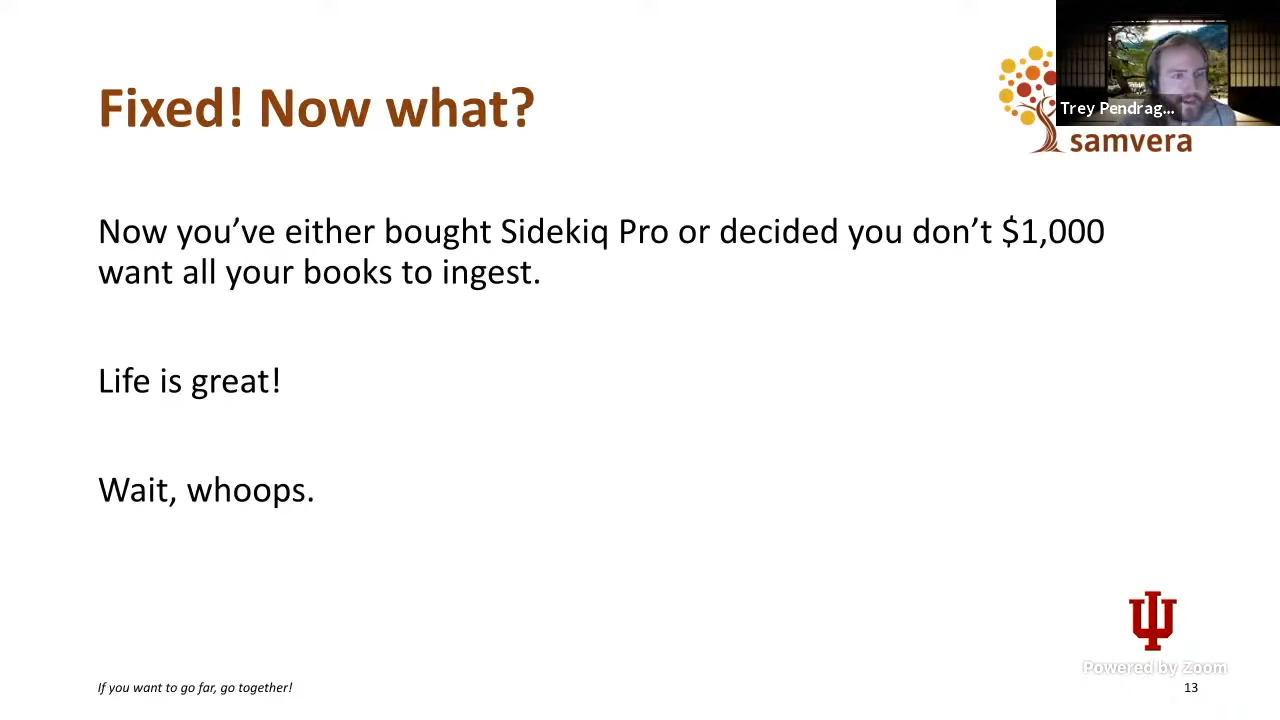 Fixed! Now what?
Trey Pendrag...
samvera
Now you’ve either bought Sidekiq Pro or decided you don’t $1,000
want all your books to ingest.
Life is great!
Wait, whoops.
Powered by Zoom
If you want to go far, go together!
13